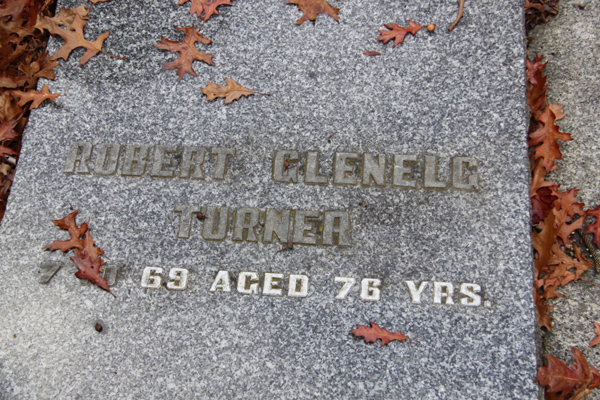 ROBERT GLENELG
TURNER
69 AGED 76 YRS.